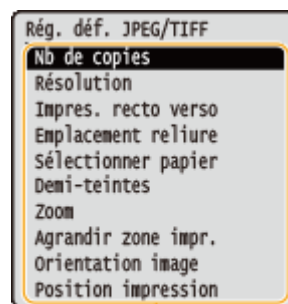 Rég. déf. JPEG/TIFF
Nb de copies
Résolution
Impres. recto verso
Emplacement reliure
Sélectionner papier
Demi-teintes
Zoom
Agrandir zone impr.
Orientation image
Position impression